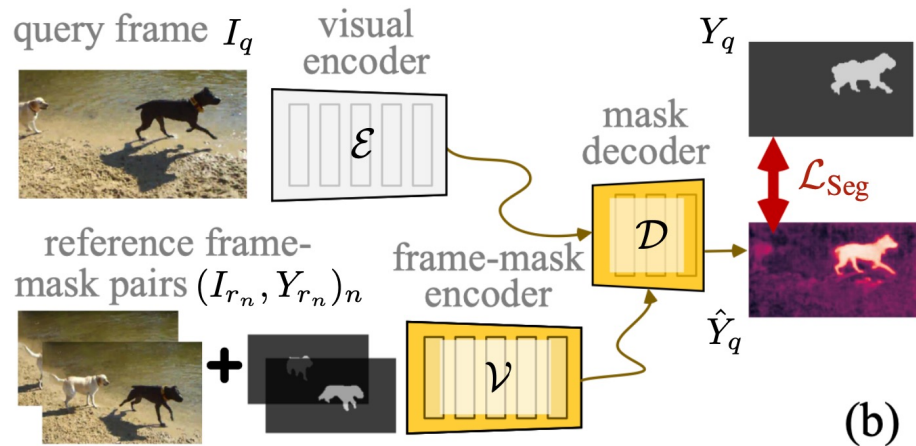 query frame I_q
visual
encoder
ℰ
Y_q
mask
decoder
𝒟
ℒ_Seg
reference frame-
mask pairs (I_{r_n}, Y_{r_n})_n
frame-mask
encoder
𝒱
Ŷ_q
+
(b)